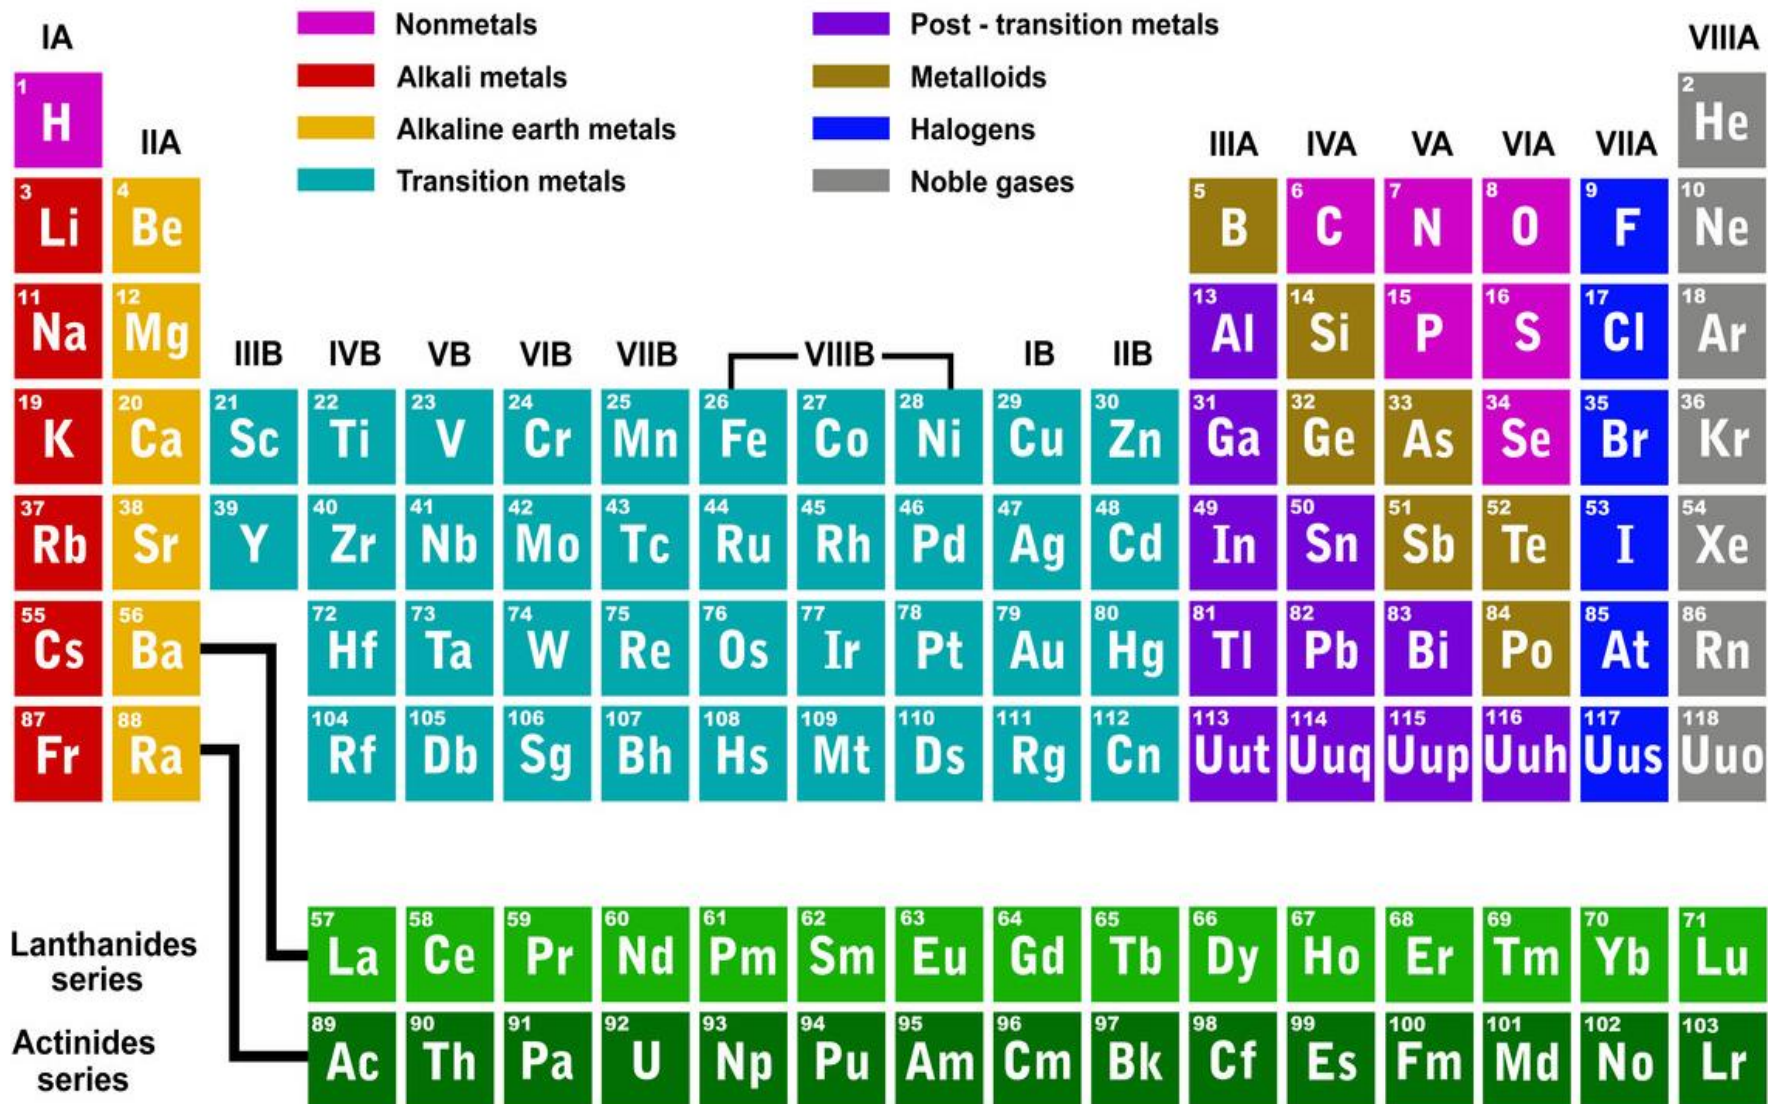 IA
Nonmetals
Post - transition metals
VIIIA
Alkali metals
Metalloids
1
H
2
He
IIA
Alkaline earth metals
Halogens
IIIA IVA VA VIA VIIA
Transition metals
Noble gases
3 4 5 6 7 8 9 10
Li Be B C N O F Ne
11 12 13 14 15 16 17 18
Na Mg Al Si P S Cl Ar
IIIB IVB VB VIB VIIB VIIIB IB IIB
19 20 21 22 23 24 25 26 27 28 29 30 31 32 33 34 35 36
K Ca Sc Ti V Cr Mn Fe Co Ni Cu Zn Ga Ge As Se Br Kr
37 38 39 40 41 42 43 44 45 46 47 48 49 50 51 52 53 54
Rb Sr Y Zr Nb Mo Tc Ru Rh Pd Ag Cd In Sn Sb Te I Xe
55 56 72 73 74 75 76 77 78 79 80 81 82 83 84 85 86
Cs Ba Hf Ta W Re Os Ir Pt Au Hg Tl Pb Bi Po At Rn
87 88 104 105 106 107 108 109 110 111 112 113 114 115 116 117 118
Fr Ra Rf Db Sg Bh Hs Mt Ds Rg Cn Uut Uuq Uup Uuh Uus Uuo
Lanthanides
series
57 58 59 60 61 62 63 64 65 66 67 68 69 70 71
La Ce Pr Nd Pm Sm Eu Gd Tb Dy Ho Er Tm Yb Lu
Actinides
series
89 90 91 92 93 94 95 96 97 98 99 100 101 102 103
Ac Th Pa U Np Pu Am Cm Bk Cf Es Fm Md No Lr